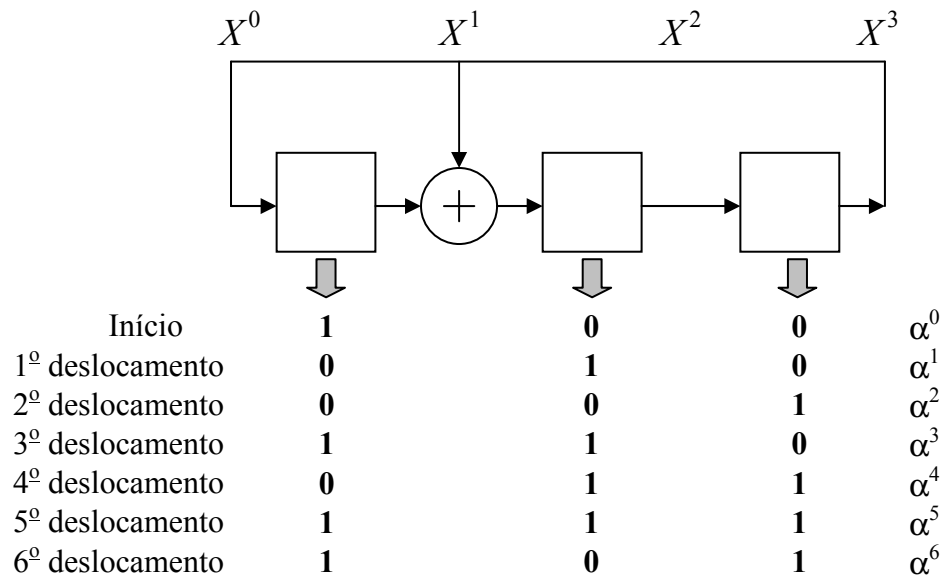 X⁰ X¹ X² X³
+
Início 1 0 0 α⁰
1º deslocamento 0 1 0 α¹
2º deslocamento 0 0 1 α²
3º deslocamento 1 1 0 α³
4º deslocamento 0 1 1 α⁴
5º deslocamento 1 1 1 α⁵
6º deslocamento 1 0 1 α⁶